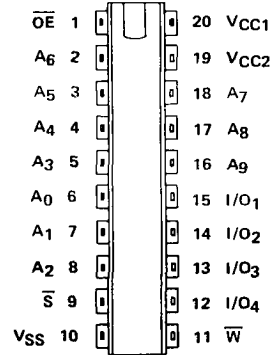 O̅E̅ 1 20 VCC1
A6 2 19 VCC2
A5 3 18 A7
A4 4 17 A8
A3 5 16 A9
A0 6 15 I/O1
A1 7 14 I/O2
A2 8 13 I/O3
S̅ 9 12 I/O4
VSS 10 11 W̅